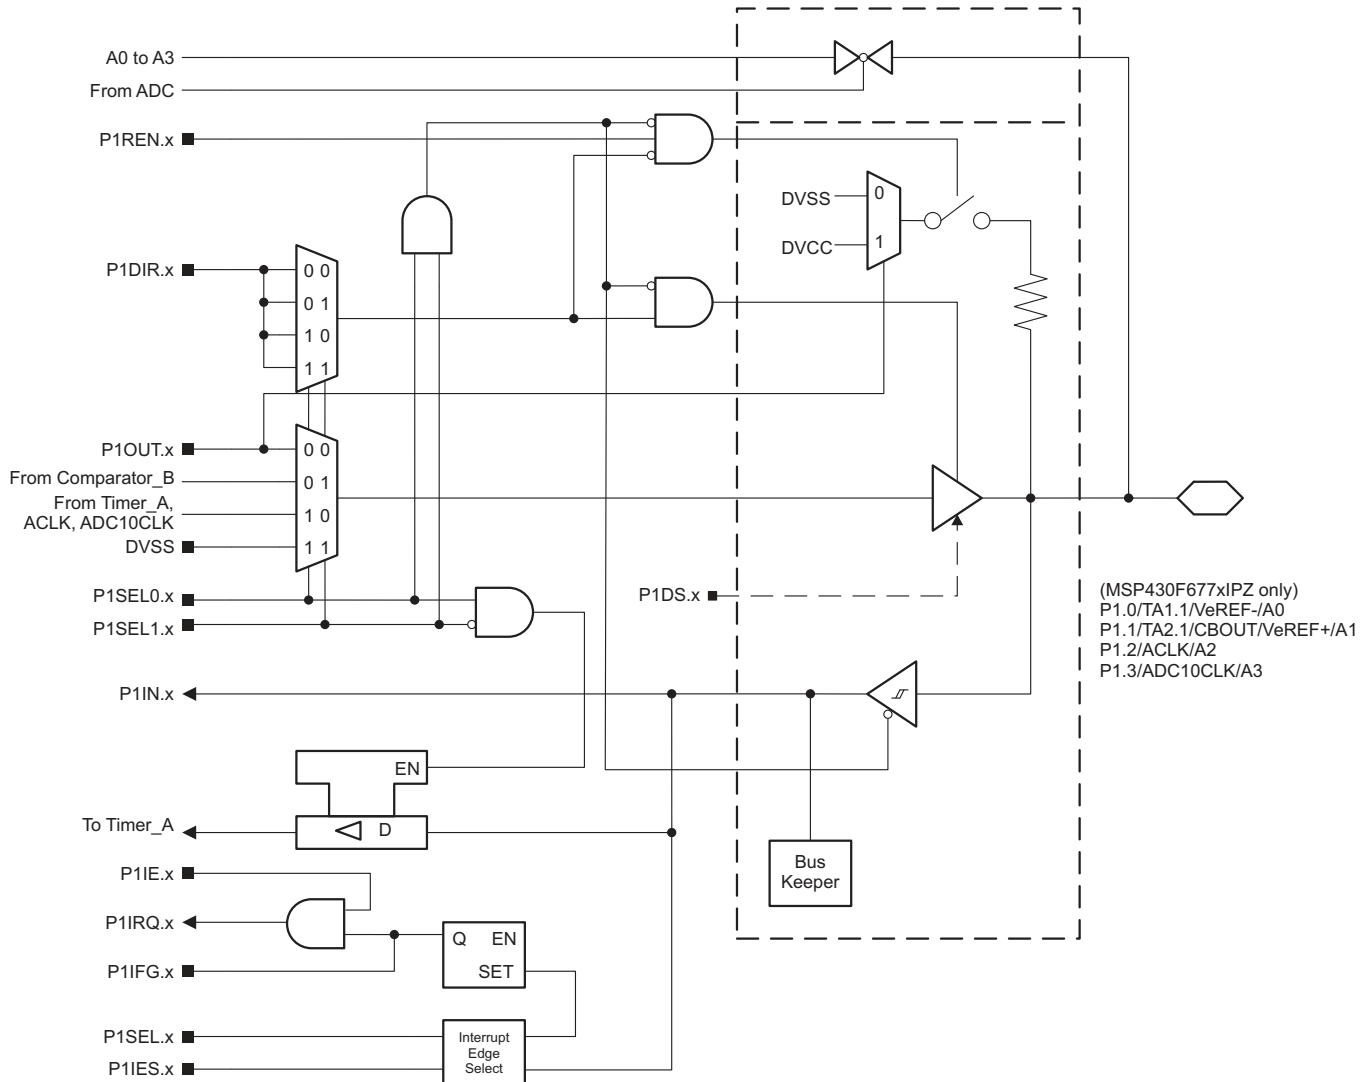 A0 to A3
From ADC
P1REN.x
DVSS
0
DVCC
1
P1DIR.x
0 0
0 1
1 0
1 1
P1OUT.x
0 0
From Comparator_B
0 1
From Timer_A,
ACLK, ADC10CLK
1 0
DVSS
1 1
P1SEL0.x
P1DS.x
P1SEL1.x
(MSP430F677xIPZ only)
P1.0/TA1.1/VeREF-/A0
P1.1/TA2.1/CBOUT/VeREF+/A1
P1.2/ACLK/A2
P1.3/ADC10CLK/A3
P1IN.x
EN
To Timer_A
D
Bus
Keeper
P1IE.x
P1IRQ.x
Q EN
SET
P1IFG.x
P1SEL.x
P1IES.x
Interrupt
Edge
Select